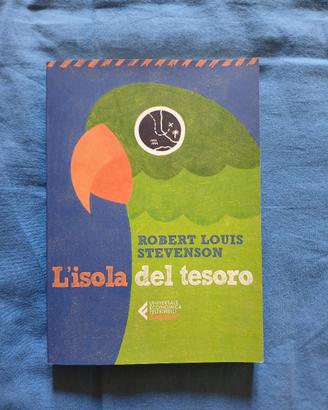 ROBERT LOUIS
STEVENSON
L'isola del tesoro
UNIVERSALE
ECONOMICA
FELTRINELLI